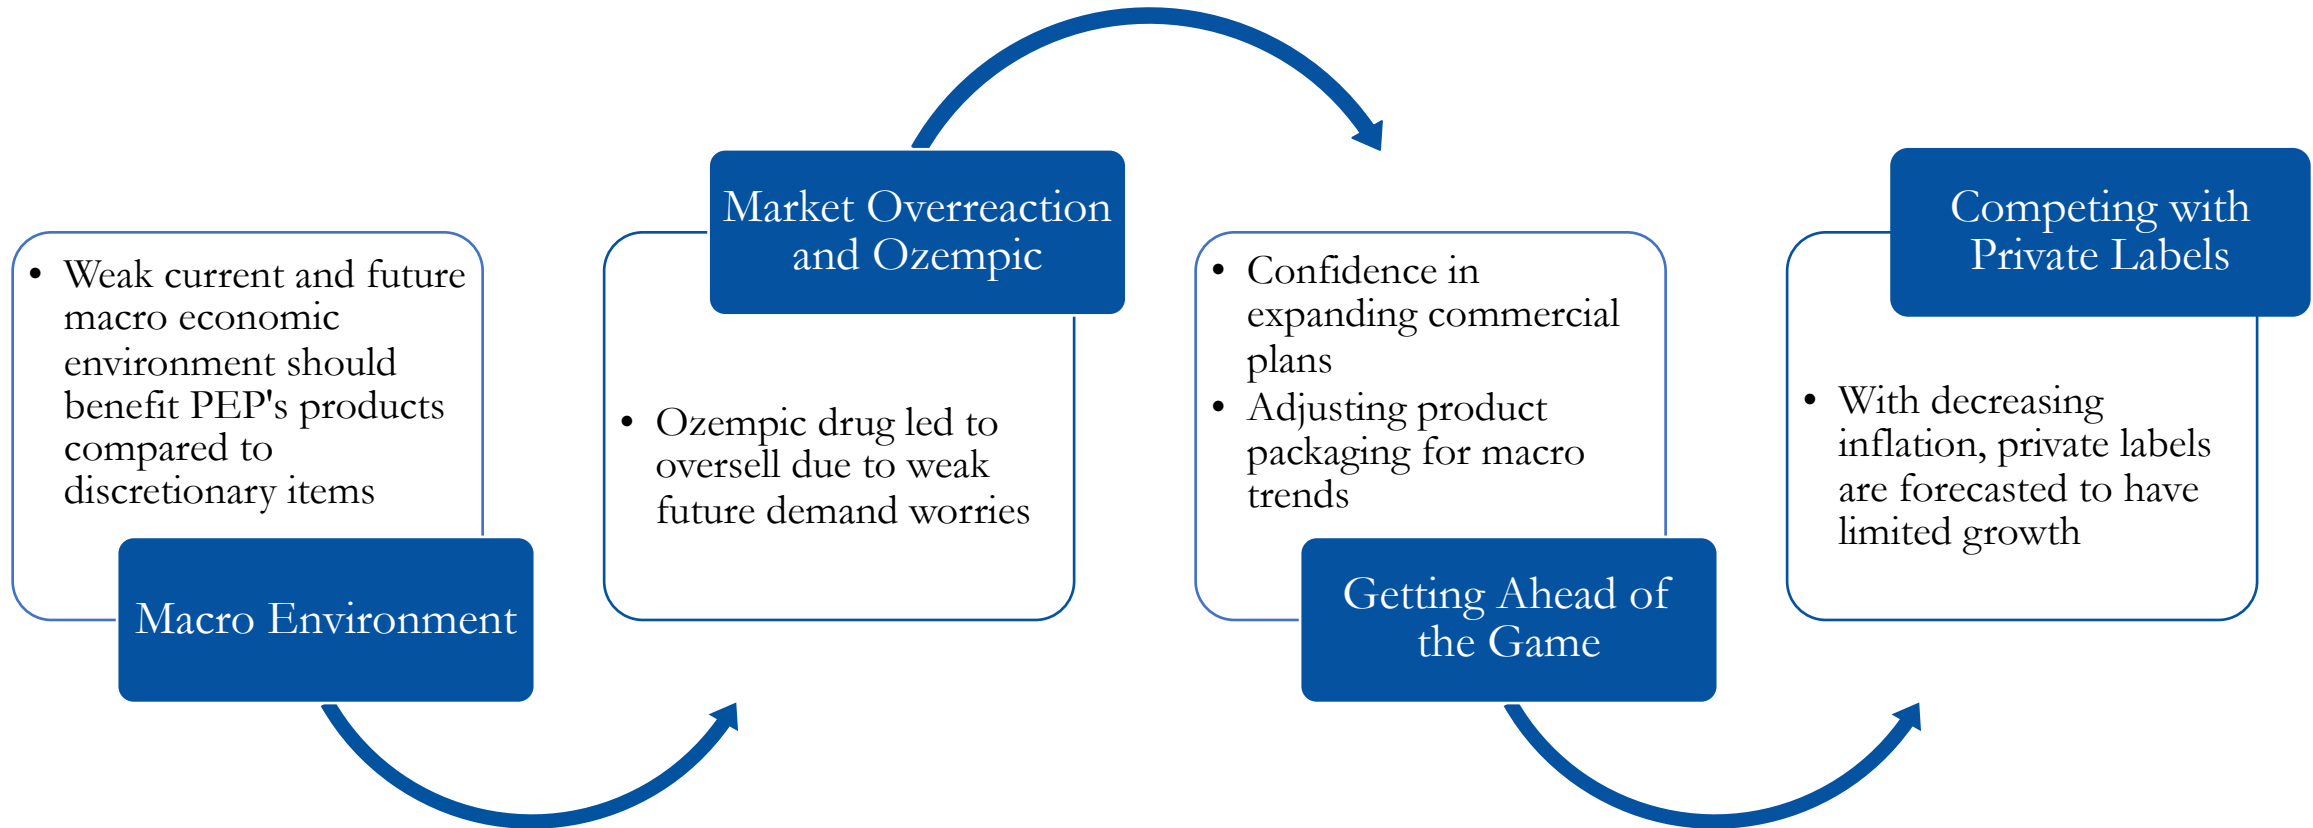 • Weak current and future
macro economic
environment should
benefit PEP's products
compared to
discretionary items
Macro Environment
Market Overreaction
and Ozempic
• Ozempic drug led to
oversell due to weak
future demand worries
• Confidence in
expanding commercial
plans
• Adjusting product
packaging for macro
trends
Getting Ahead of
the Game
Competing with
Private Labels
• With decreasing
inflation, private labels
are forecasted to have
limited growth